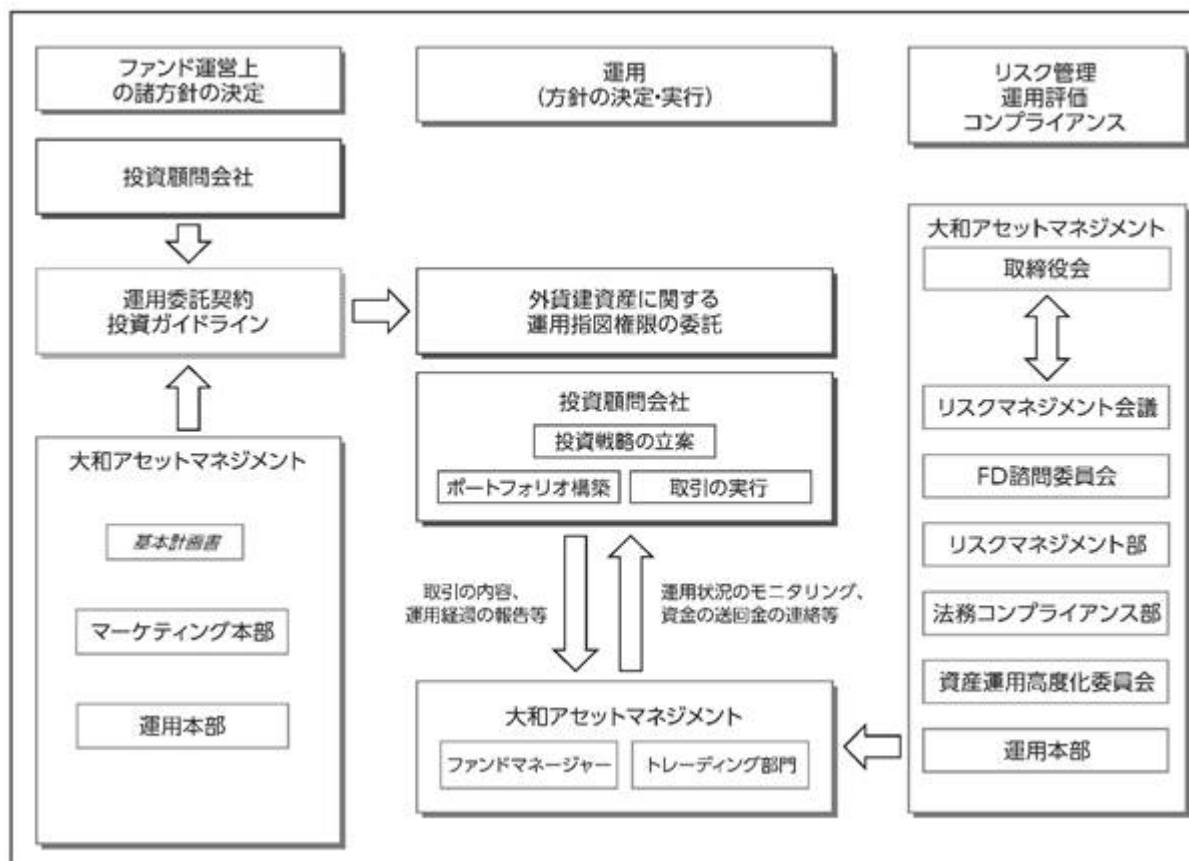 ファンド運営上
の諸方針の決定
投資顧問会社
運用委託契約
投資ガイドライン
大和アセットマネジメント
基本計画書
マーケティング本部
運用本部
運用
(方針の決定・実行)
外貨建資産に関する
運用指図権限の委託
投資顧問会社
投資戦略の立案
ポートフォリオ構築
取引の実行
取引の内容、
運用経過の報告等
運用状況のモニタリング、
資金の送回金の連絡等
大和アセットマネジメント
ファンドマネージャー
トレーディング部門
リスク管理
運用評価
コンプライアンス
大和アセットマネジメント
取締役会
リスクマネジメント会議
FD諮問委員会
リスクマネジメント部
法務コンプライアンス部
資産運用高度化委員会
運用本部